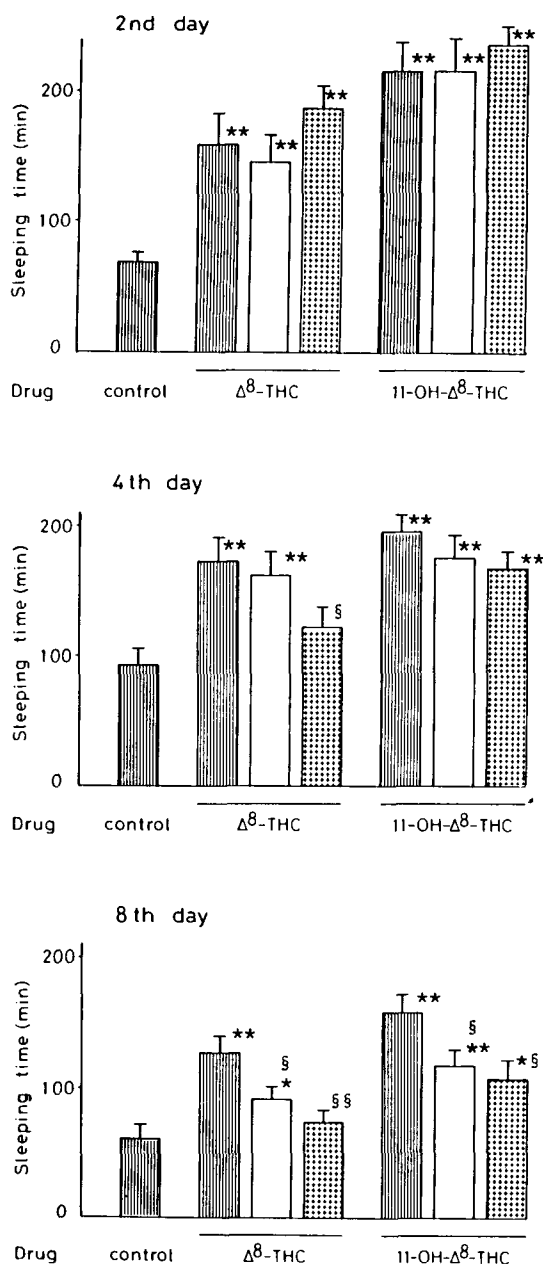 2nd day
Sleeping time (min)
200
100
0
** ** ** ** ** **
Drug control Δ⁸-THC 11-OH-Δ⁸-THC
4th day
Sleeping time (min)
200
100
0
** ** § ** ** **
Drug control Δ⁸-THC 11-OH-Δ⁸-THC
8th day
Sleeping time (min)
200
100
0
** § * §§ ** § ** * §
Drug control Δ⁸-THC 11-OH-Δ⁸-THC